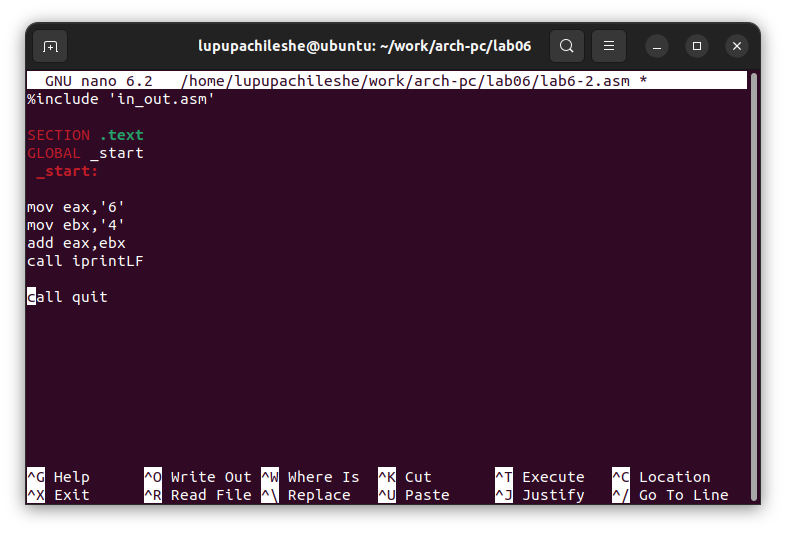 lupupachileshe@ubuntu: ~/work/arch-pc/lab06
GNU nano 6.2 /home/lupupachileshe/work/arch-pc/lab06/lab6-2.asm *
%include 'in_out.asm'
SECTION .text
GLOBAL _start
_start:
mov eax,'6'
mov ebx,'4'
add eax,ebx
call iprintLF
call quit
^G Help ^O Write Out ^W Where Is ^K Cut ^T Execute ^C Location
^X Exit ^R Read File ^\ Replace ^U Paste ^J Justify ^/ Go To Line